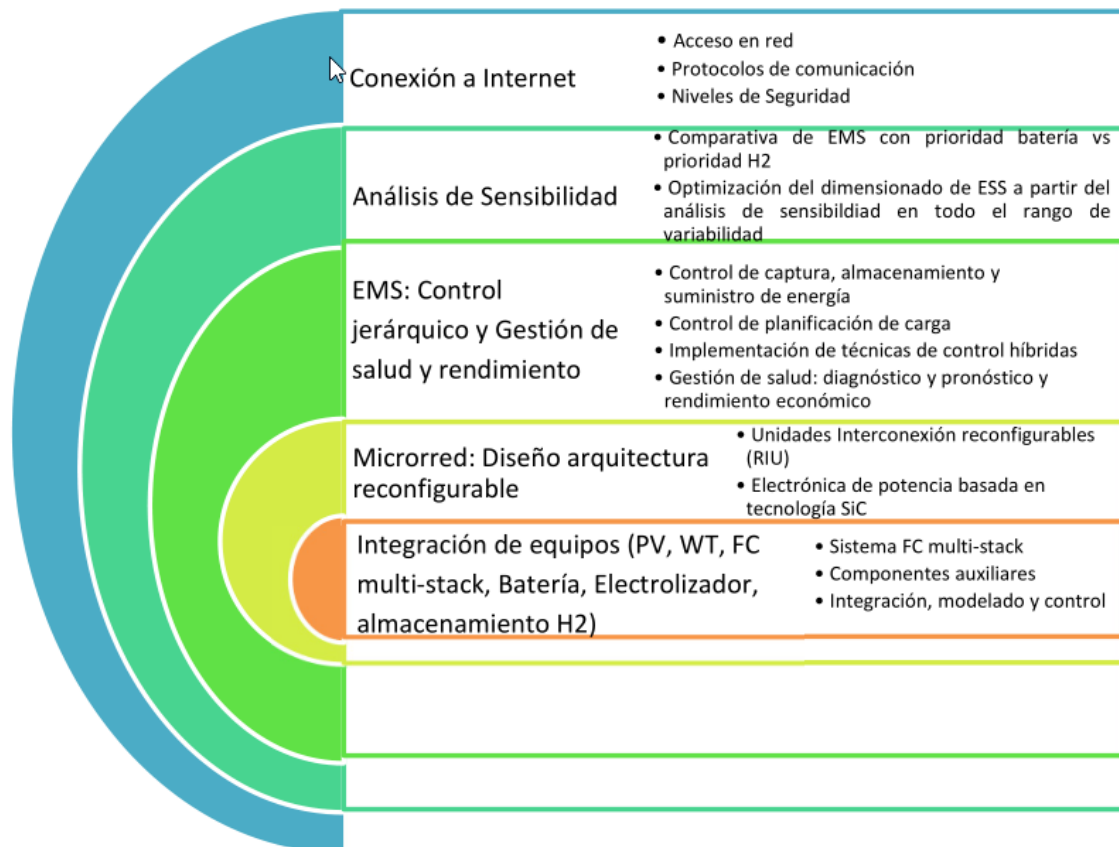 Conexión a Internet
• Acceso en red
• Protocolos de comunicación
• Niveles de Seguridad
Análisis de Sensibilidad
• Comparativa de EMS con prioridad batería vs
prioridad H2
• Optimización del dimensionado de ESS a partir del
análisis de sensibildiad en todo el rango de
variabilidad
EMS: Control
jerárquico y Gestión de
salud y rendimiento
• Control de captura, almacenamiento y
suministro de energía
• Control de planificación de carga
• Implementación de técnicas de control híbridas
• Gestión de salud: diagnóstico y pronóstico y
rendimiento económico
Microrred: Diseño arquitectura
reconfigurable
• Unidades Interconexión reconfigurables
(RIU)
• Electrónica de potencia basada en
tecnología SiC
Integración de equipos (PV, WT, FC
multi-stack, Batería, Electrolizador,
almacenamiento H2)
• Sistema FC multi-stack
• Componentes auxiliares
• Integración, modelado y control